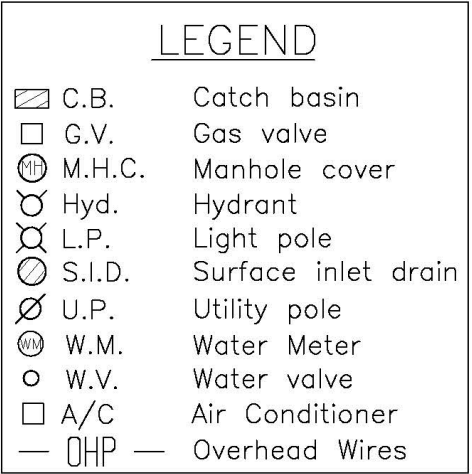 LEGEND
C.B. Catch basin
G.V. Gas valve
MH M.H.C. Manhole cover
Hyd. Hydrant
L.P. Light pole
S.I.D. Surface inlet drain
U.P. Utility pole
WM W.M. Water Meter
W.V. Water valve
A/C Air Conditioner
— OHP — Overhead Wires